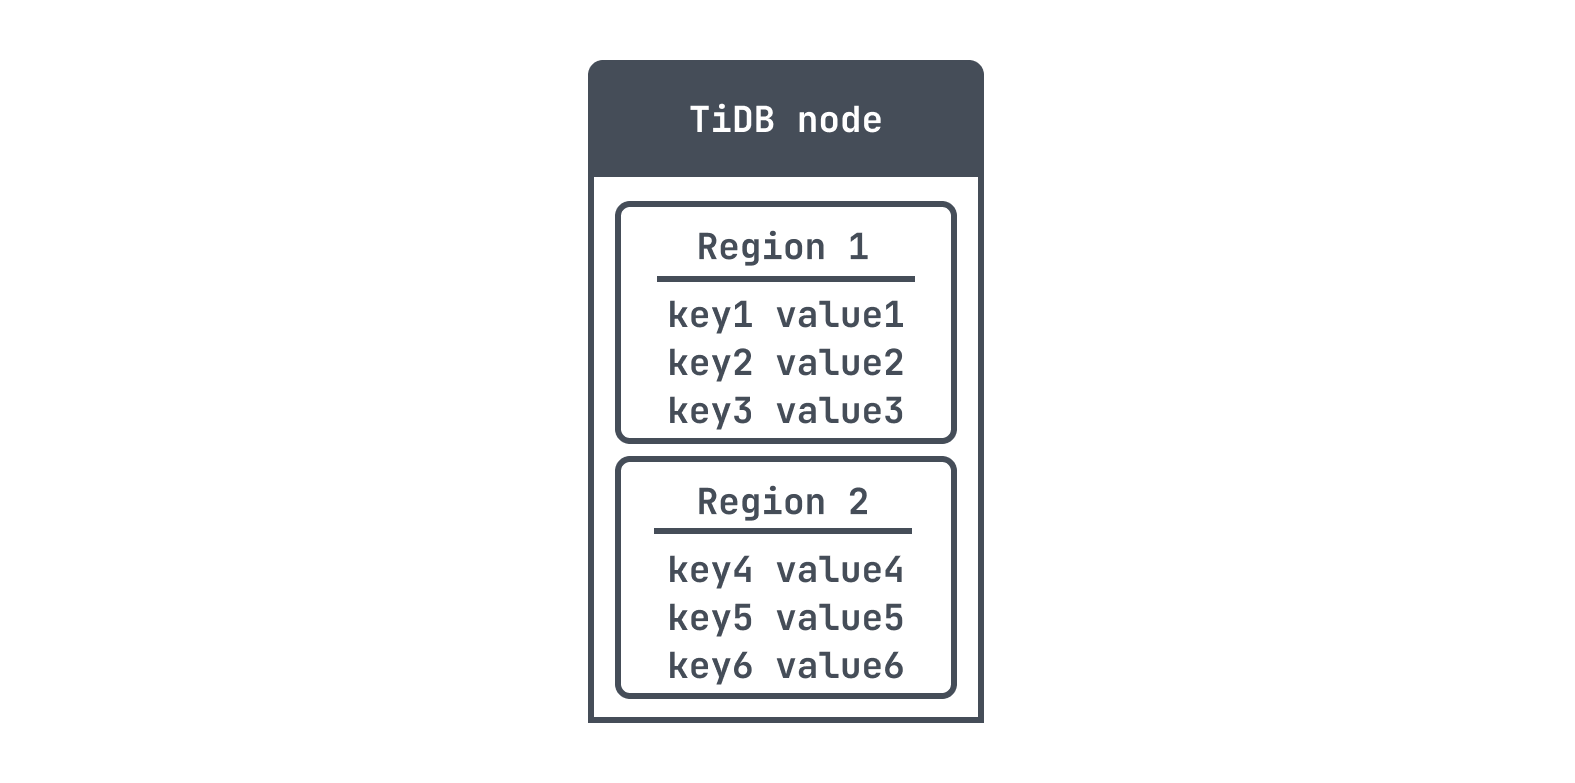 TiDB node
Region 1
key1 value1
key2 value2
key3 value3
Region 2
key4 value4
key5 value5
key6 value6